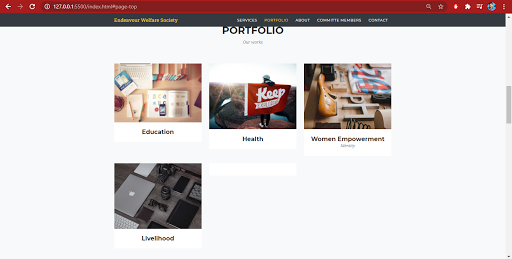 127.0.0.1:5500/index.html#page-top
Endeavour Welfare Society
SERVICES PORTFOLIO ABOUT COMMITTE MEMBERS CONTACT
PORTFOLIO
Our works
Education
Keep
Health
Women Empowerment
Identity
Livelihood